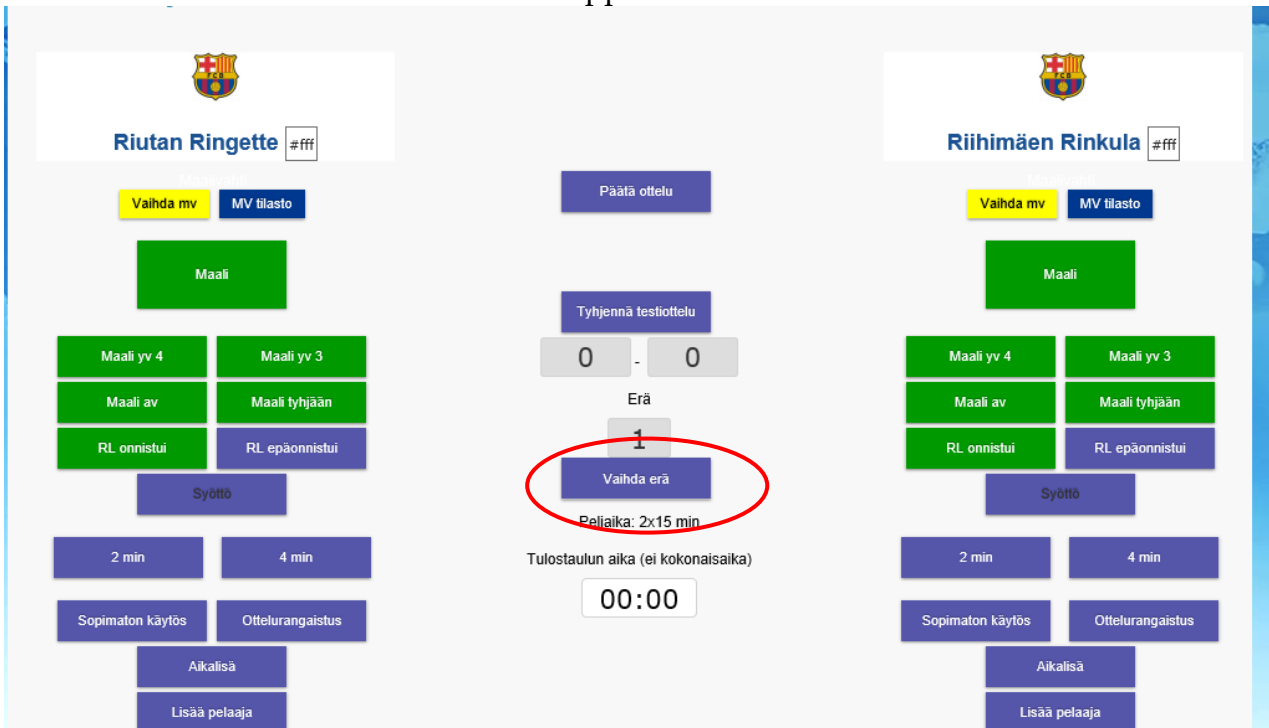 Riutan Ringette #fff
Vaihda mv MV tilasto
Maali
Maali yv 4 Maali yv 3
Maali av Maali tyhjään
RL onnistui RL epäonnistui
Syöttö
2 min 4 min
Sopimaton käytös Ottelurangaistus
Aikalisä
Lisää pelaaja
Päätä ottelu
Tyhjennä testiottelu
0 - 0
Erä
1
Vaihda erä
Peliaika: 2x15 min
Tulostaulun aika (ei kokonaisaika)
00:00
Riihimäen Rinkula #fff
Vaihda mv MV tilasto
Maali
Maali yv 4 Maali yv 3
Maali av Maali tyhjään
RL onnistui RL epäonnistui
Syöttö
2 min 4 min
Sopimaton käytös Ottelurangaistus
Aikalisä
Lisää pelaaja